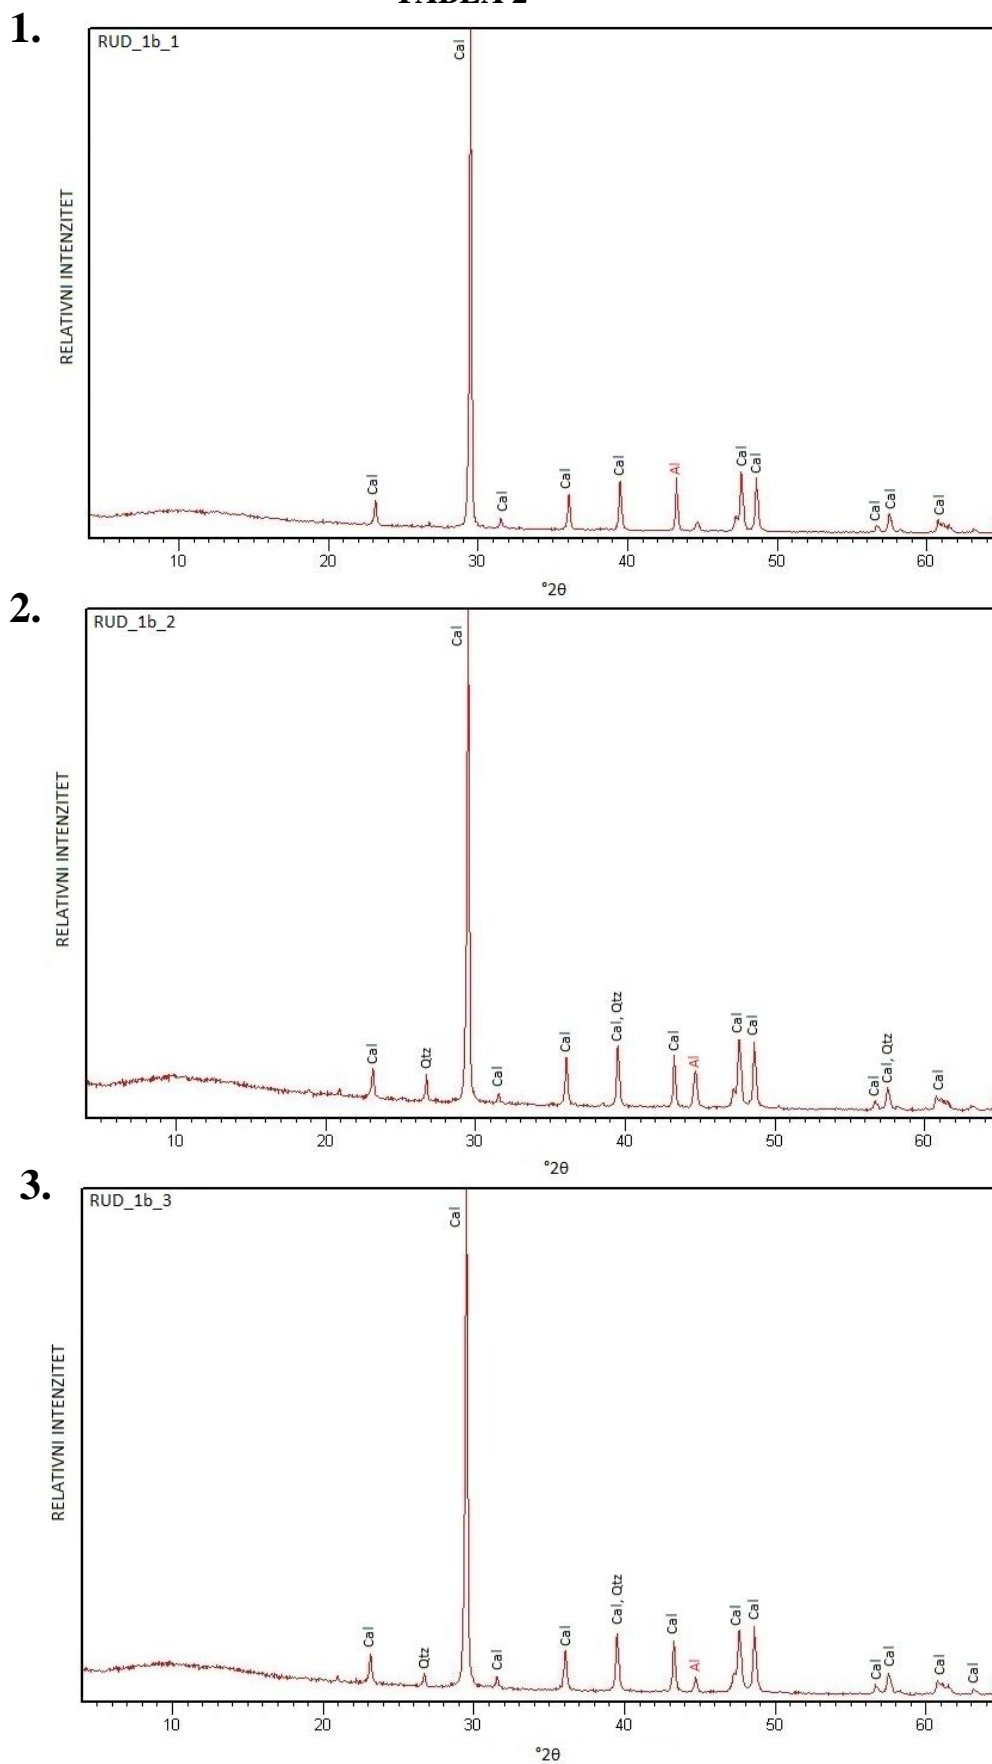 TABLA 2
1.
RUD_1b_1
RELATIVNI INTENZITET
Cal
Cal
Cal
Cal
Cal
Al
Cal
Cal
Cal
Cal
Cal
10 20 30 40 50 60
°2θ
2.
RUD_1b_2
RELATIVNI INTENZITET
Cal
Cal
Qtz
Cal
Cal
Cal, Qtz
Cal
Al
Cal
Cal
Cal
Cal, Qtz
Cal
10 20 30 40 50 60
°2θ
3.
RUD_1b_3
RELATIVNI INTENZITET
Cal
Cal
Qtz
Cal
Cal
Cal, Qtz
Cal
Al
Cal
Cal
Cal
Cal
Cal
Cal
10 20 30 40 50 60
°2θ